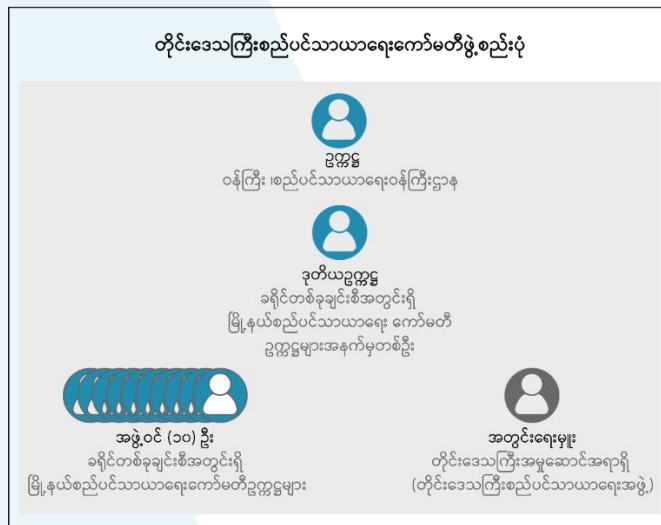 တိုင်းဒေသကြီးစည်ပင်သာယာရေးကော်မတီဖွဲ့စည်းပုံ
ဥက္ကဋ္ဌ
ဝန်ကြီး ၊စည်ပင်သာယာရေးဝန်ကြီးဌာန
ဒုတိယဥက္ကဋ္ဌ
ခရိုင်တစ်ခုချင်းစီအတွင်းရှိ
မြို့နယ်စည်ပင်သာယာရေး ကော်မတီ
ဥက္ကဋ္ဌများအနက်မှတစ်ဦး
အဖွဲ့ဝင် (၁၀) ဦး
ခရိုင်တစ်ခုချင်းစီအတွင်းရှိ
မြို့နယ်စည်ပင်သာယာရေးကော်မတီဥက္ကဋ္ဌများ
အတွင်းရေးမှူး
တိုင်းဒေသကြီးအမှုဆောင်အရာရှိ
(တိုင်းဒေသကြီးစည်ပင်သာယာရေးအဖွဲ့)